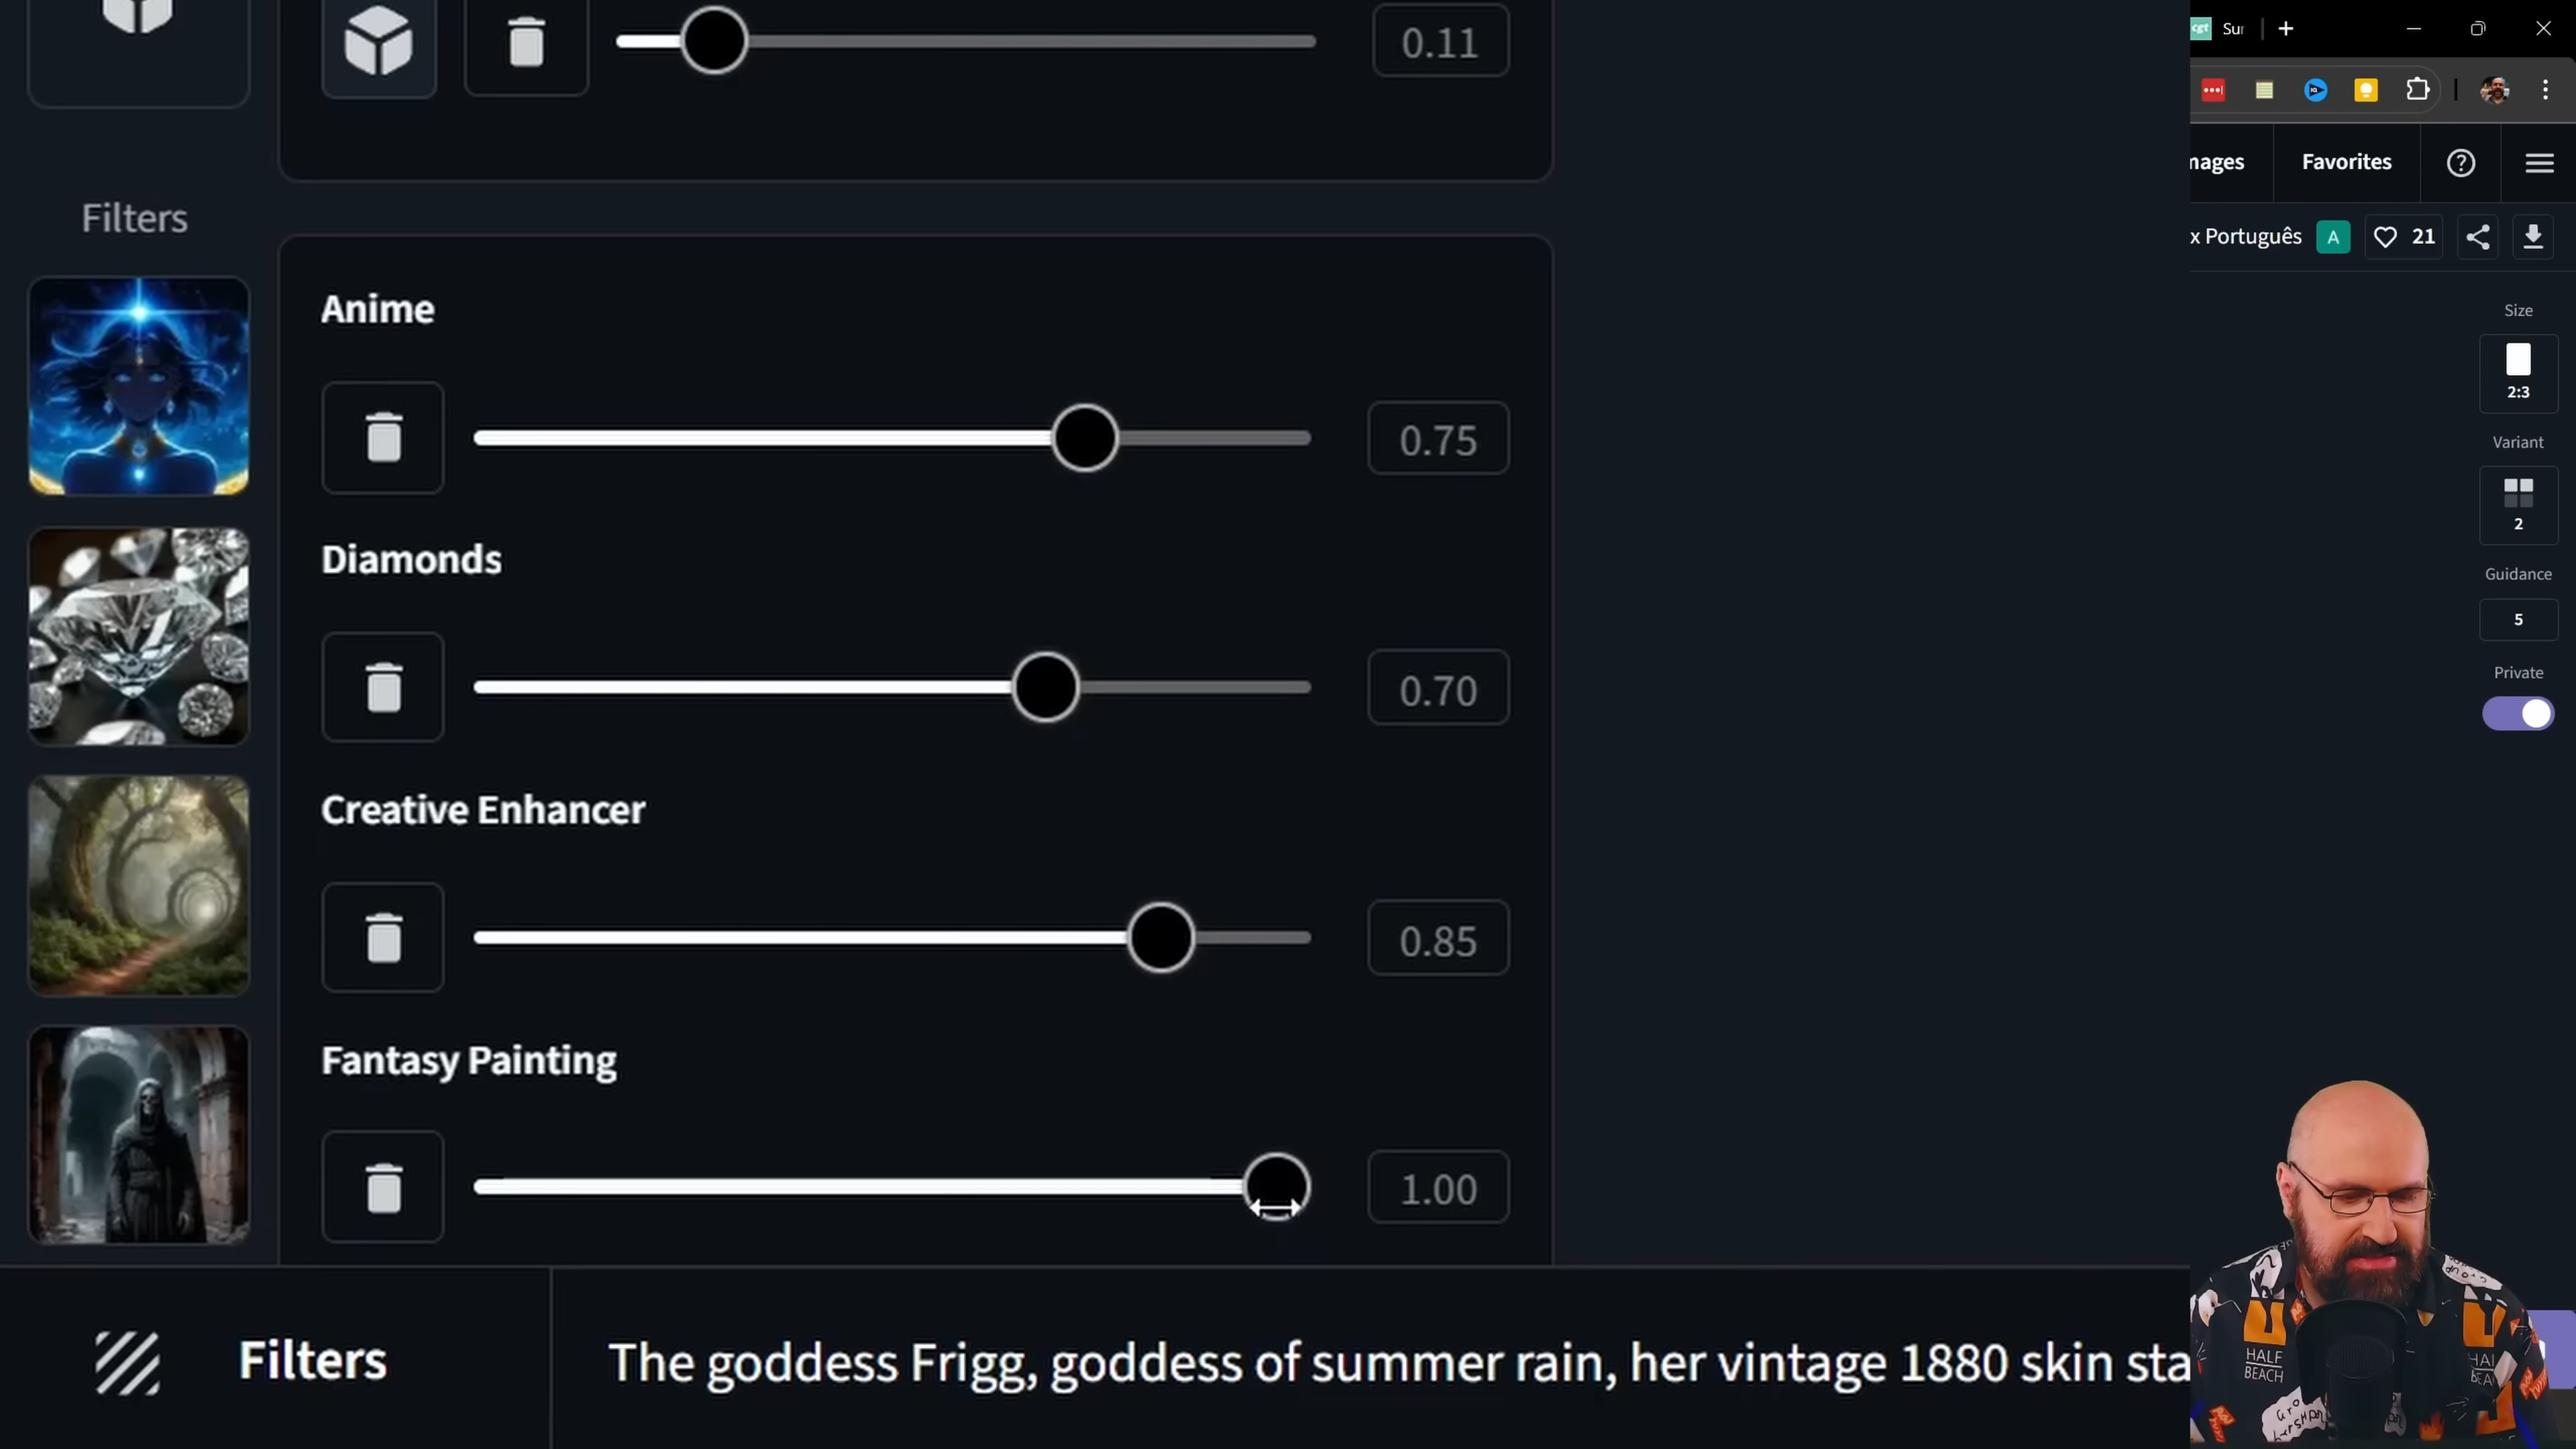 0.11
Filters
Anime
0.75
Diamonds
0.70
Creative Enhancer
0.85
Fantasy Painting
1.00
Filters
The goddess Frigg, goddess of summer rain, her vintage 1880 skin sta
cgt Sur
nages
Favorites
x Português A 21
Size
2:3
Variant
2
Guidance
5
Private
HALF
BEACH